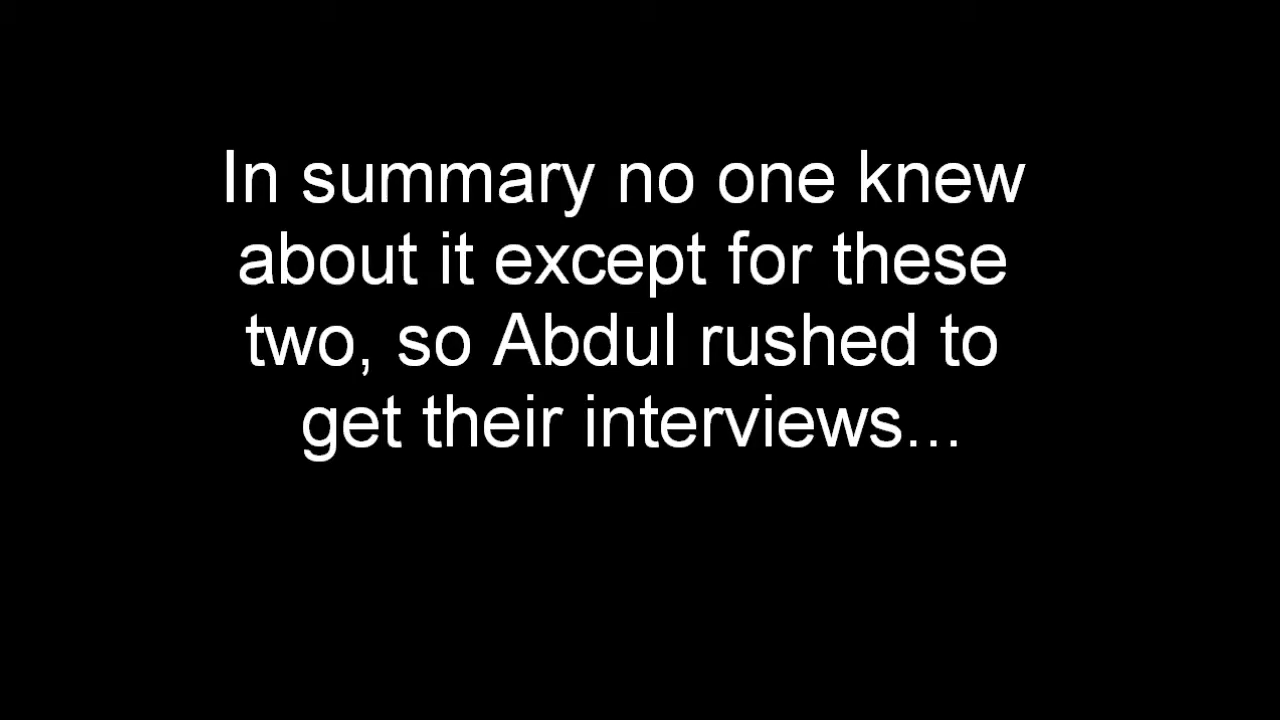 In summary no one knew
about it except for these
two, so Abdul rushed to
get their interviews...